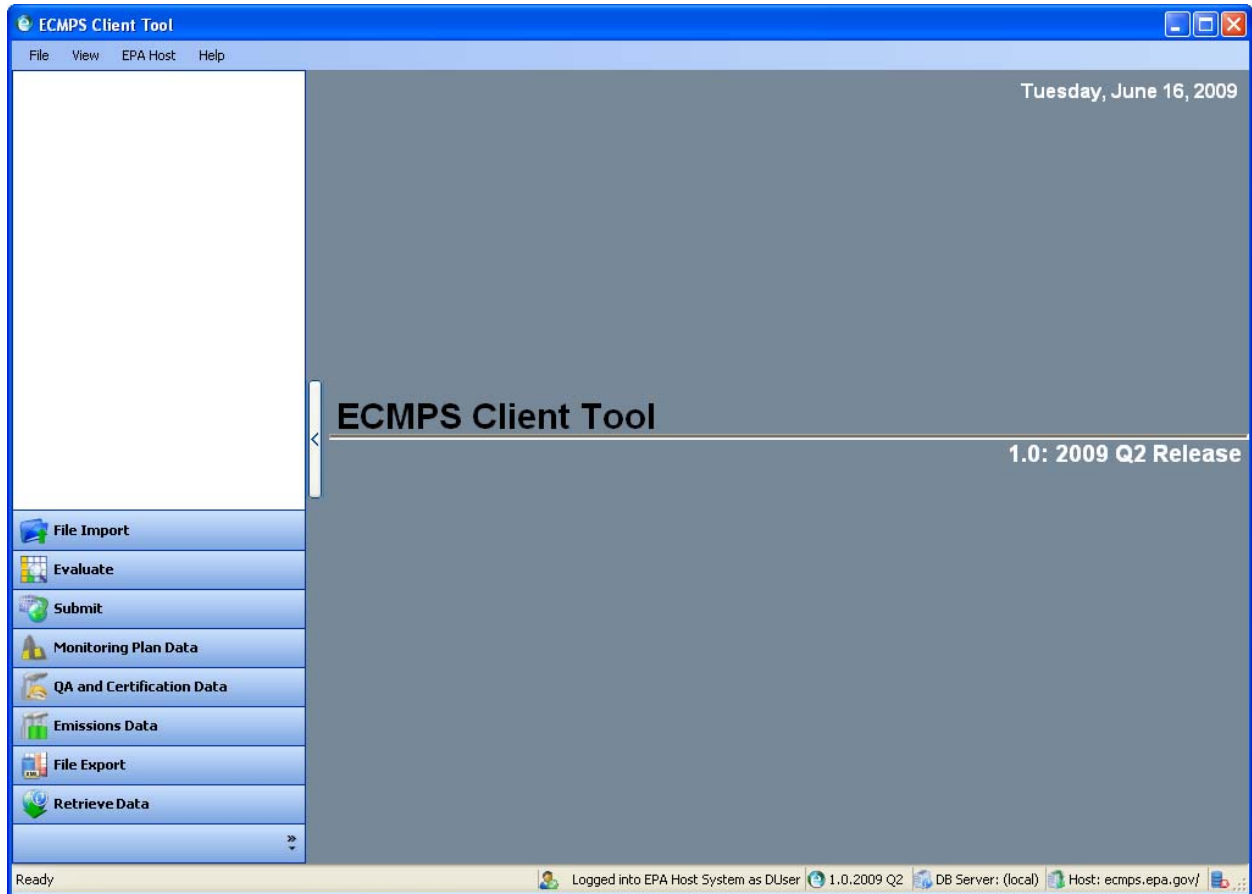 ECMPS Client Tool
File View EPA Host Help
Tuesday, June 16, 2009
ECMPS Client Tool
1.0: 2009 Q2 Release
File Import
Evaluate
Submit
Monitoring Plan Data
QA and Certification Data
Emissions Data
File Export
Retrieve Data
Ready Logged into EPA Host System as DUser 1.0.2009 Q2 DB Server: (local) Host: ecmps.epa.gov/